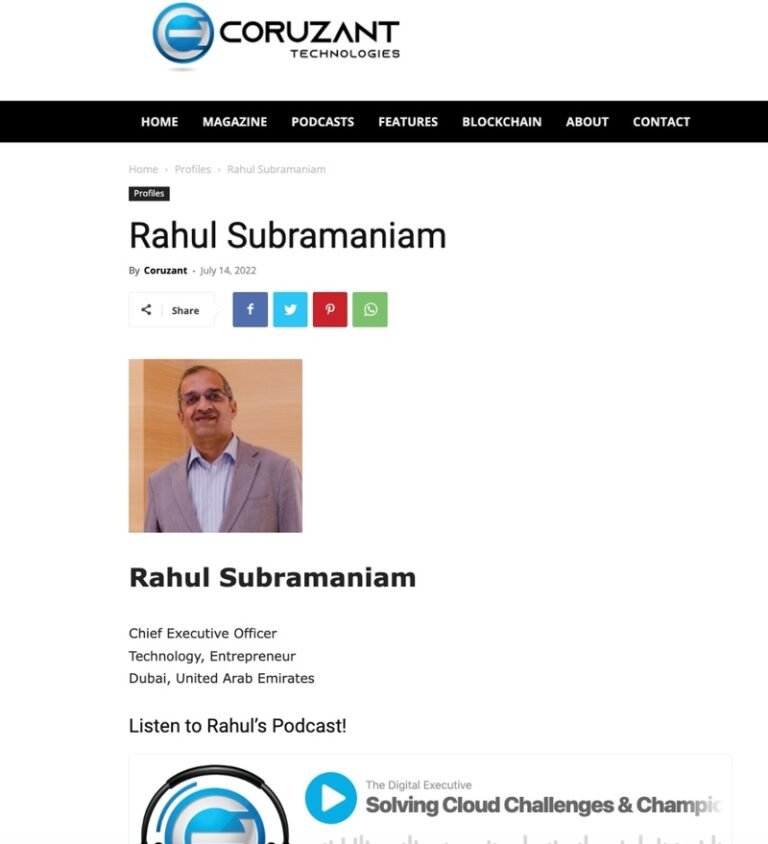 CORUZANT
TECHNOLOGIES
HOME MAGAZINE PODCASTS FEATURES BLOCKCHAIN ABOUT CONTACT
Home › Profiles › Rahul Subramaniam
Profiles
Rahul Subramaniam
By Coruzant - July 14, 2022
Share
Rahul Subramaniam
Chief Executive Officer
Technology, Entrepreneur
Dubai, United Arab Emirates
Listen to Rahul’s Podcast!
The Digital Executive
Solving Cloud Challenges & Champic